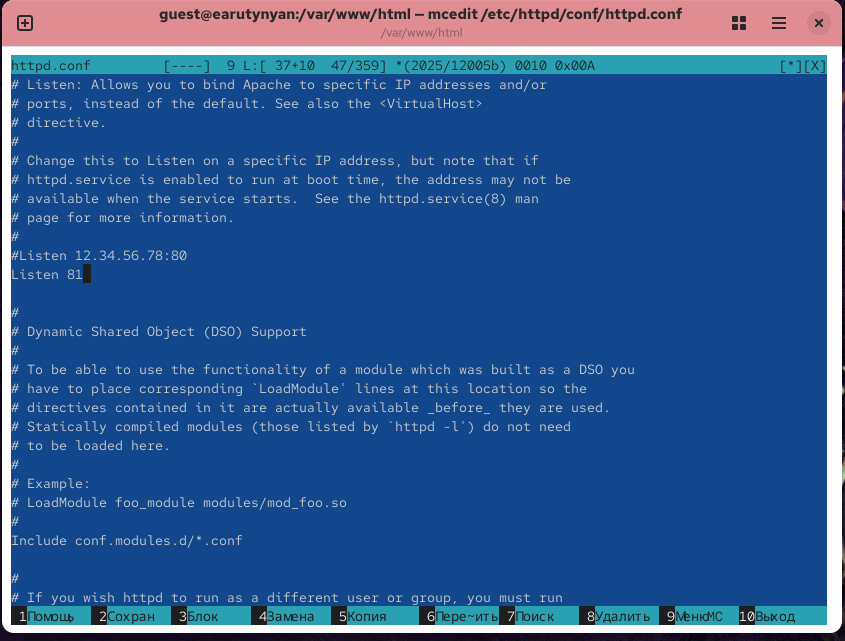 guest@earutynyan:/var/www/html — mcedit /etc/httpd/conf/httpd.conf
/var/www/html
httpd.conf [----] 9 L:[ 37+10 47/359] *(2025/12005b) 0010 0x00A [*][X]
# Listen: Allows you to bind Apache to specific IP addresses and/or
# ports, instead of the default. See also the <VirtualHost>
# directive.
#
# Change this to Listen on a specific IP address, but note that if
# httpd.service is enabled to run at boot time, the address may not be
# available when the service starts.  See the httpd.service(8) man
# page for more information.
#
#Listen 12.34.56.78:80
Listen 81
#
# Dynamic Shared Object (DSO) Support
#
# To be able to use the functionality of a module which was built as a DSO you
# have to place corresponding `LoadModule' lines at this location so the
# directives contained in it are actually available _before_ they are used.
# Statically compiled modules (those listed by `httpd -l') do not need
# to be loaded here.
#
# Example:
# LoadModule foo_module modules/mod_foo.so
#
Include conf.modules.d/*.conf
#
# If you wish httpd to run as a different user or group, you must run
1Помощь 2Сохран 3Блок 4Замена 5Копия 6Пере~ить 7Поиск 8Удалить 9МенюMC 10Выход